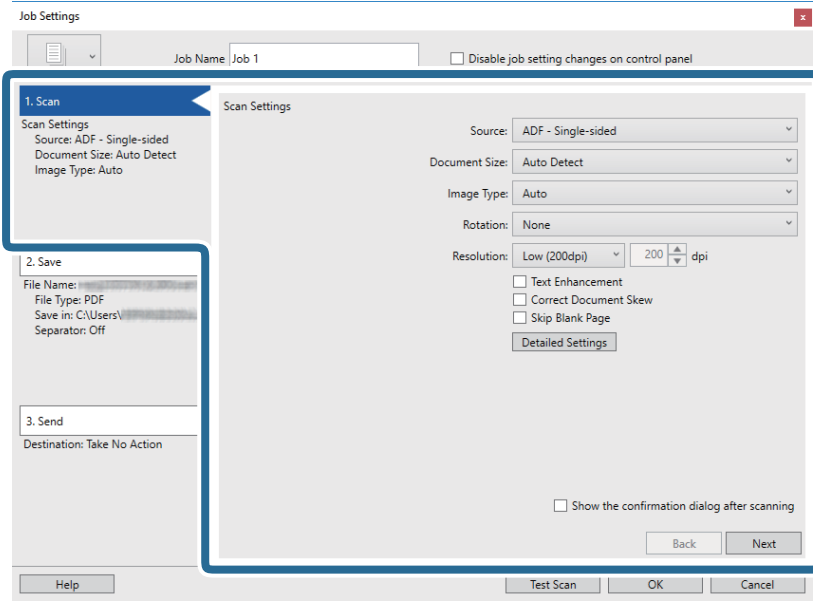 Job Settings
Job Name Job 1
Disable job setting changes on control panel
1. Scan
Scan Settings
Source: ADF - Single-sided
Document Size: Auto Detect
Image Type: Auto
2. Save
File Name:
File Type: PDF
Save in: C:\Users\
Separator: Off
3. Send
Destination: Take No Action
Scan Settings
Source: ADF - Single-sided
Document Size: Auto Detect
Image Type: Auto
Rotation: None
Resolution: Low (200dpi) 200 dpi
Text Enhancement
Correct Document Skew
Skip Blank Page
Detailed Settings
Show the confirmation dialog after scanning
Back Next
Help Test Scan OK Cancel